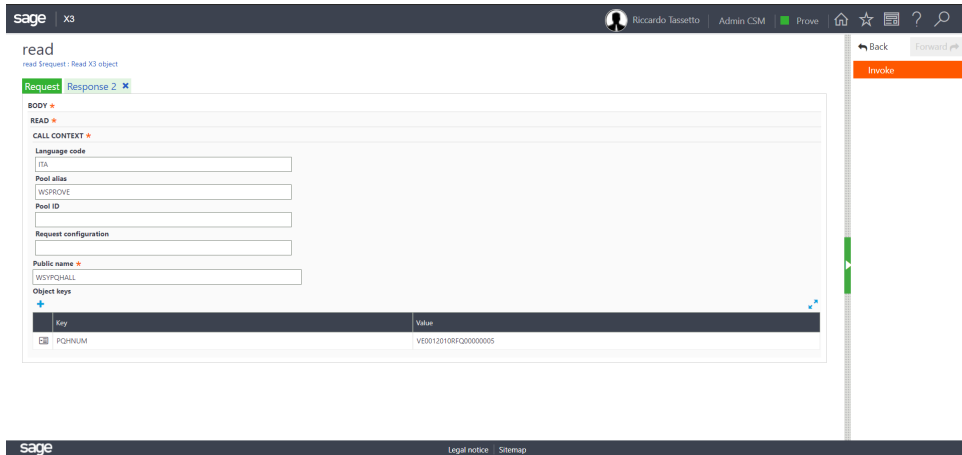 sage X3 Riccardo Tassetto Admin CSM Prove
read
read $request : Read X3 object
Back Forward
Invoke
Request Response 2
BODY *
READ *
CALL CONTEXT *
Language code
ITA
Pool alias
WSPROVE
Pool ID
Request configuration
Public name *
WSYPQHALL
Object keys
Key Value
PQHNUM VE0012010RFQ00000005
sage Legal notice Sitemap